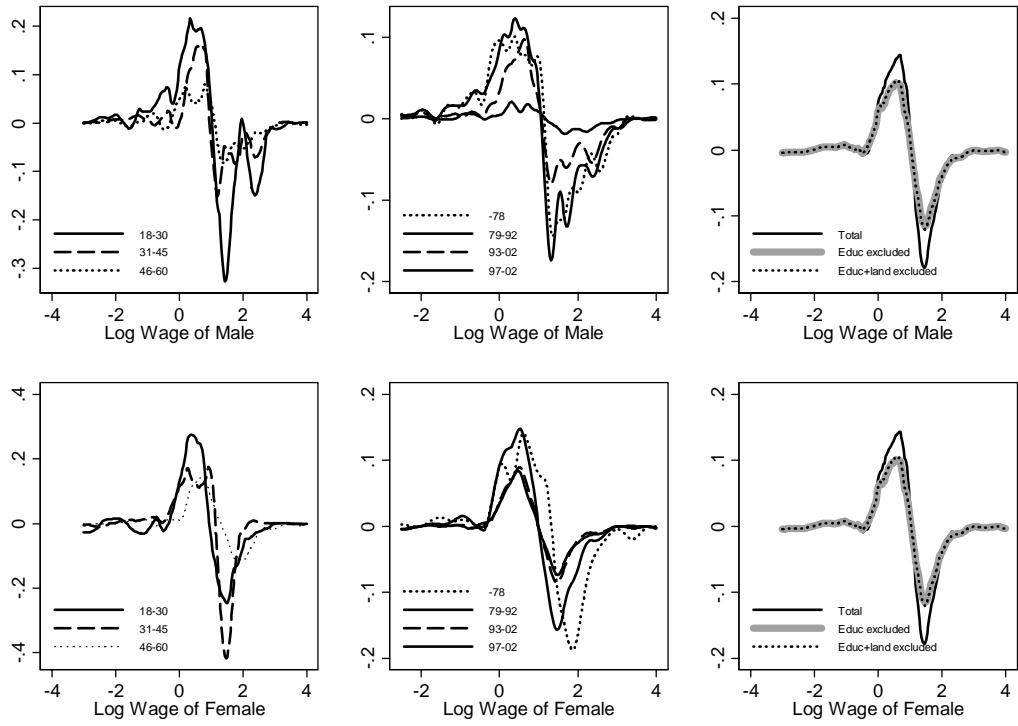 .2
.1
0
-.1
-.2
-.3
18-30
31-45
46-60
-4 -2 0 2 4
Log Wage of Male
.1
0
-.1
-.2
-78
79-92
93-02
97-02
-2 0 2 4
Log Wage of Male
.2
.1
0
-.1
-.2
Total
Educ excluded
Educ+land excluded
-4 -2 0 2 4
Log Wage of Male
.4
.2
0
-.2
-.4
18-30
31-45
46-60
-4 -2 0 2 4
Log Wage of Female
.2
.1
0
-.1
-.2
-78
79-92
93-02
97-02
-2 0 2 4
Log Wage of Female
.2
.1
0
-.1
-.2
Total
Educ excluded
Educ+land excluded
-4 -2 0 2 4
Log Wage of Female